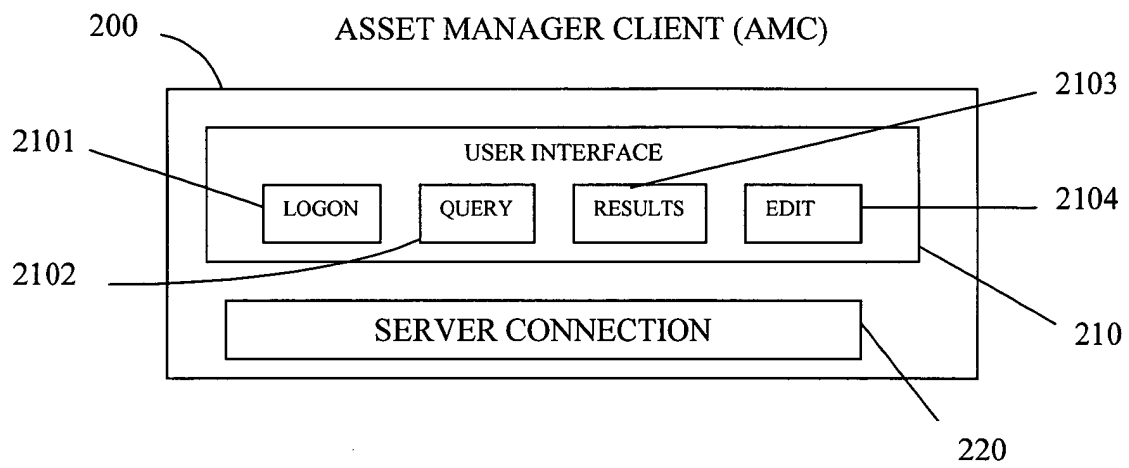 200
ASSET MANAGER CLIENT (AMC)
2103
2101
USER INTERFACE
LOGON
QUERY
RESULTS
EDIT
2104
2102
SERVER CONNECTION
210
220